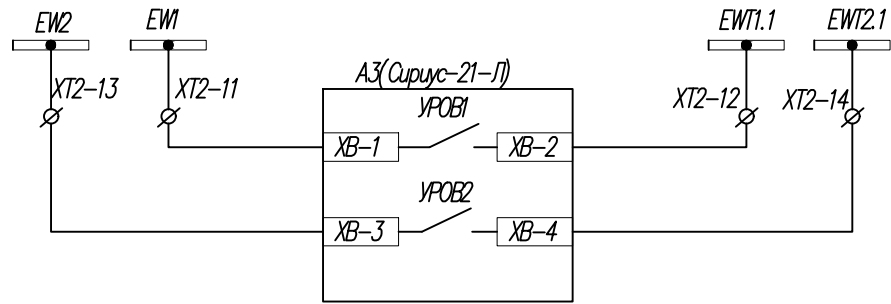 EW2
EW1
EWT1.1
EWT2.1
XT2-13
XT2-11
А3(Сириус-21-Л)
XT2-12
XT2-14
УРОВ1
XB-1
XB-2
УРОВ2
XB-3
XB-4